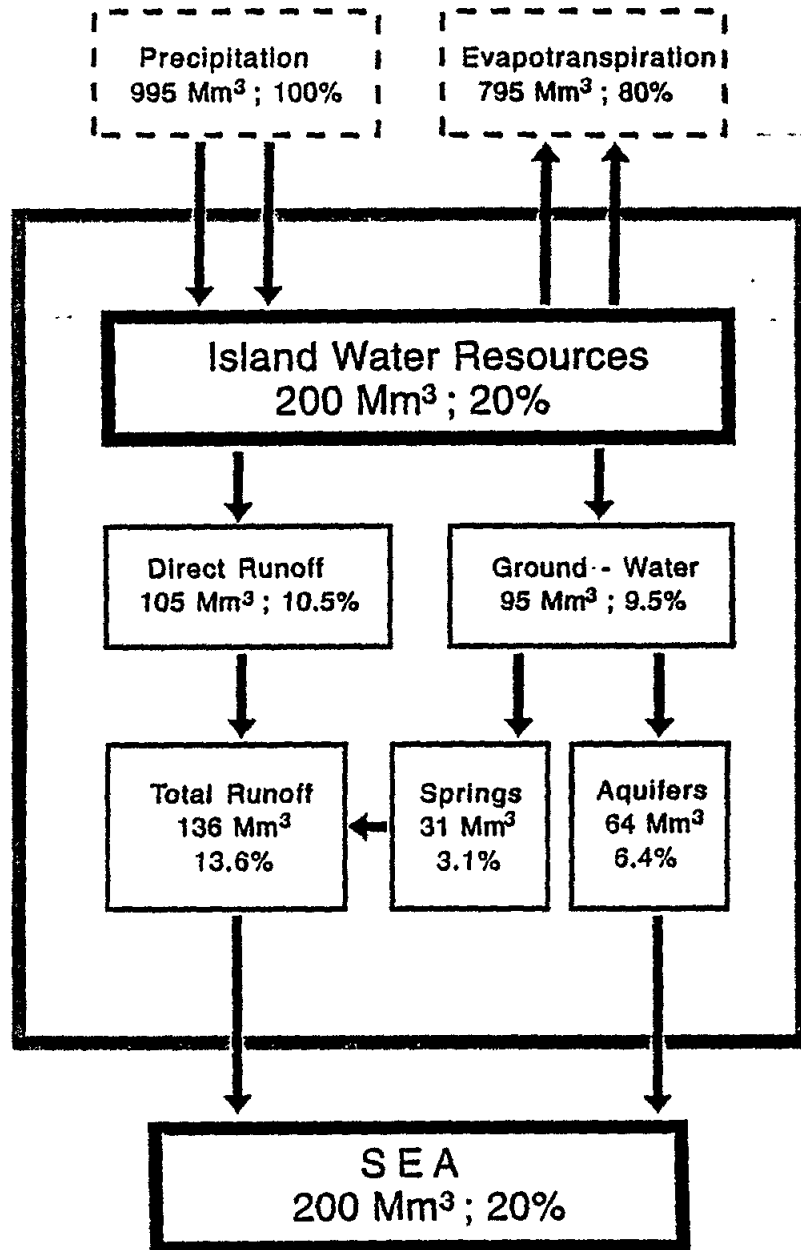 Precipitation
995 Mm³ ; 100%
Evapotranspiration
795 Mm³ ; 80%
Island Water Resources
200 Mm³ ; 20%
Direct Runoff
105 Mm³ ; 10.5%
Ground - Water
95 Mm³ ; 9.5%
Total Runoff
136 Mm³
13.6%
Springs
31 Mm³
3.1%
Aquifers
64 Mm³
6.4%
SEA
200 Mm³ ; 20%